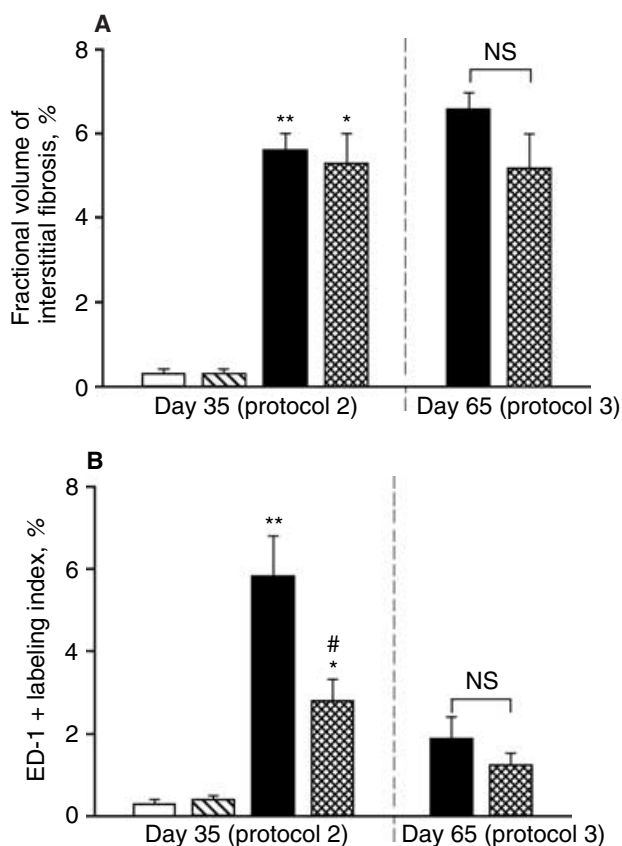 A
Fractional volume of
interstitial fibrosis, %
8
6
4
2
0
**
*
NS
Day 35 (protocol 2)
Day 65 (protocol 3)
B
ED-1 + labeling index, %
8
6
4
2
0
**
#
*
NS
Day 35 (protocol 2)
Day 65 (protocol 3)